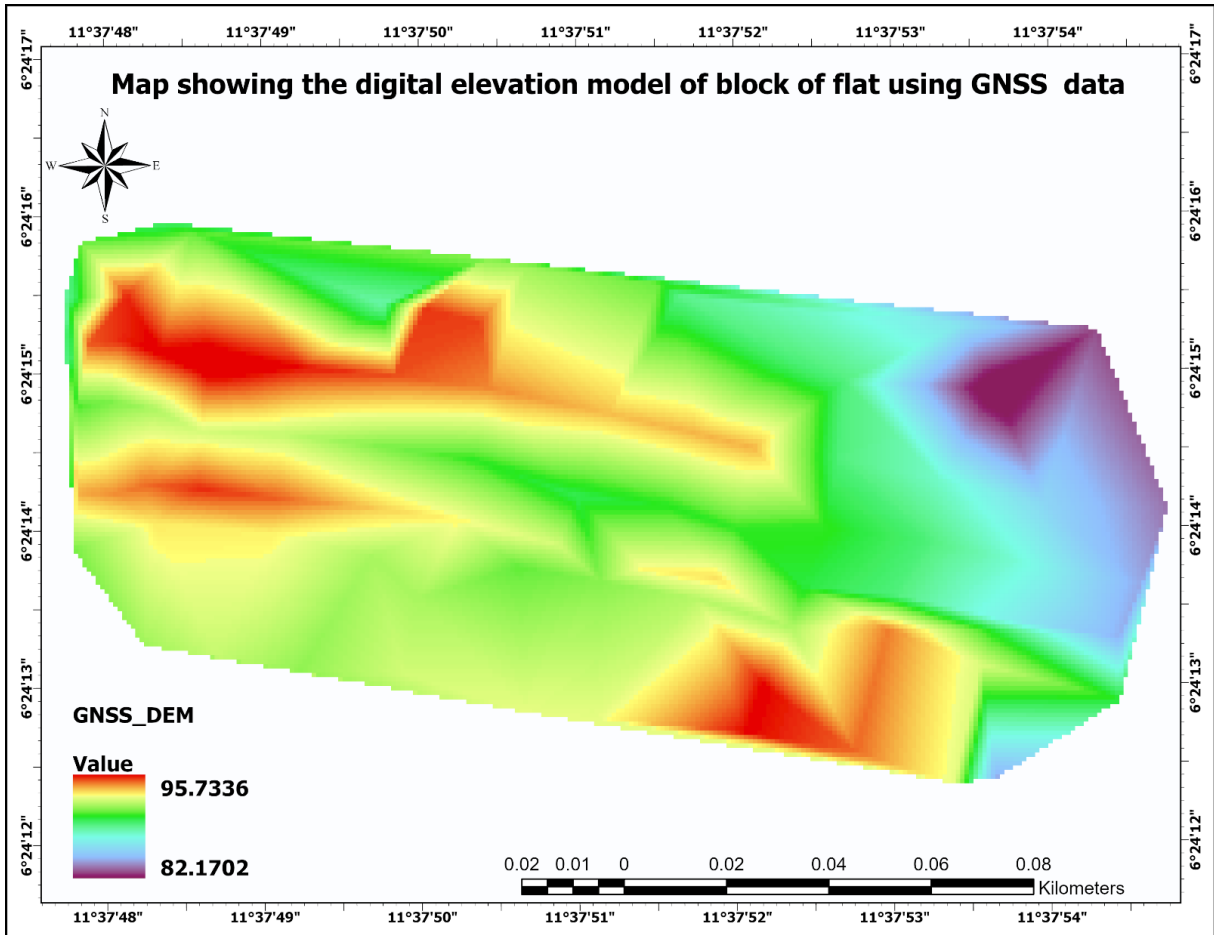 11°37'48" 11°37'49" 11°37'50" 11°37'51" 11°37'52" 11°37'53" 11°37'54"
6°24'17" 6°24'17"
Map showing the digital elevation model of block of flat using GNSS data
N
W E
S
6°24'16" 6°24'16"
6°24'15" 6°24'15"
6°24'14" 6°24'14"
6°24'13" 6°24'13"
GNSS_DEM
Value
95.7336
82.1702
6°24'12" 6°24'12"
0.02 0.01 0 0.02 0.04 0.06 0.08
Kilometers
11°37'48" 11°37'49" 11°37'50" 11°37'51" 11°37'52" 11°37'53" 11°37'54"